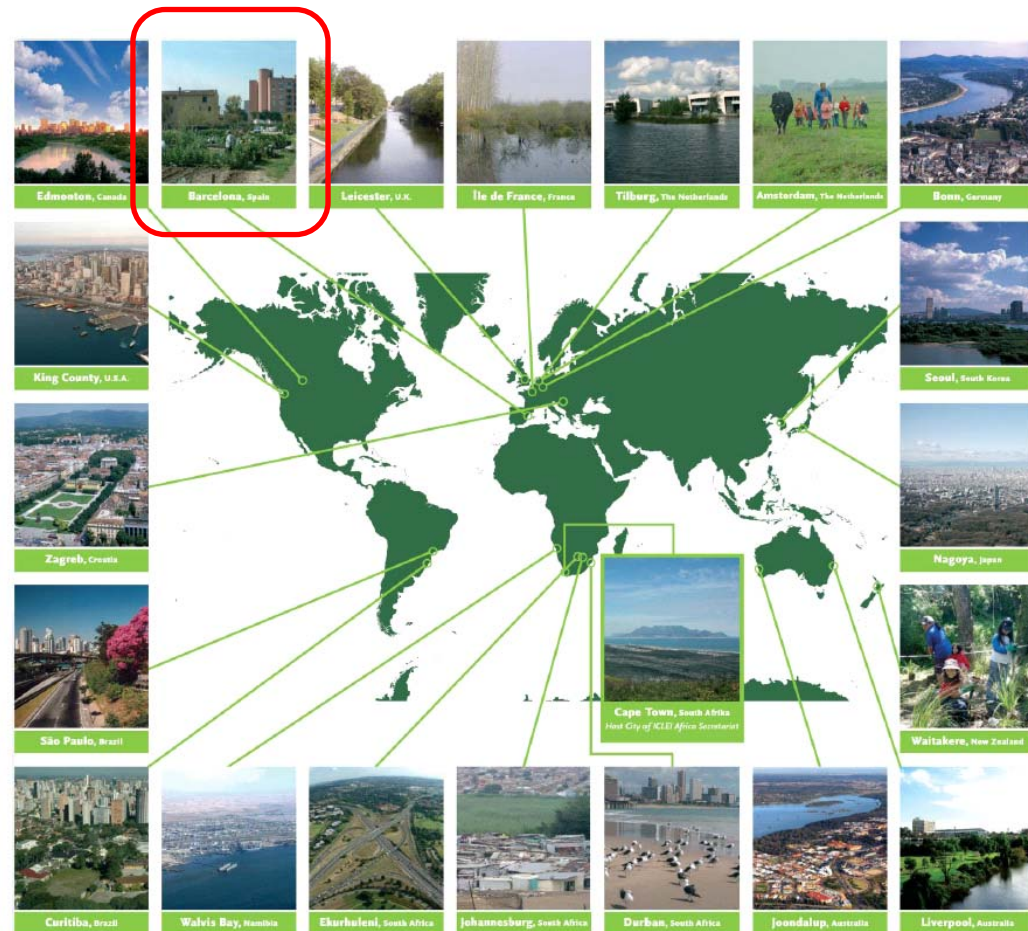 Edmonton, Canada
Barcelona, Spain
Leicester, U.K.
Île de France, France
Tilburg, The Netherlands
Amsterdam, The Netherlands
Bonn, Germany
King County, U.S.A.
Seoul, South Korea
Zagreb, Croatia
Nagoya, Japan
São Paulo, Brazil
Cape Town, South Afrika
Host City of ICLEI Africa Secretariat
Waitakere, New Zealand
Curitiba, Brazil
Walvis Bay, Namibia
Ekurhuleni, South Africa
Johannesburg, South Africa
Durban, South Africa
Joondalup, Australia
Liverpool, Australia